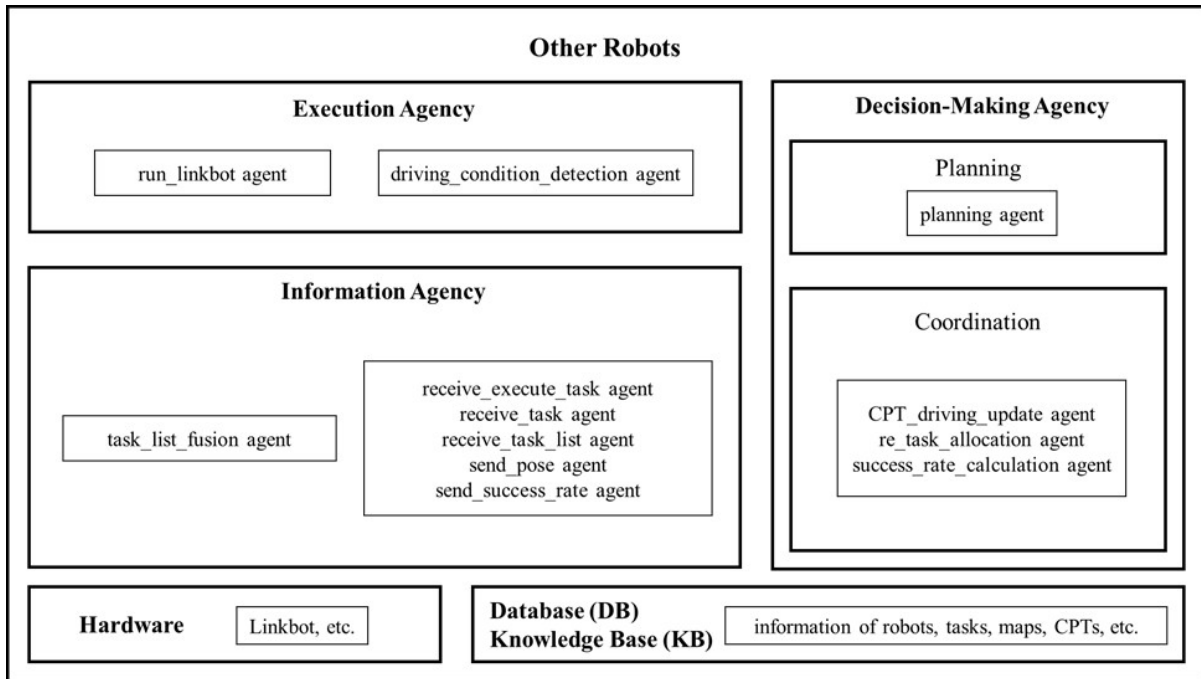 Other Robots
Execution Agency
run_linkbot agent
driving_condition_detection agent
Information Agency
task_list_fusion agent
receive_execute_task agent
receive_task agent
receive_task_list agent
send_pose agent
send_success_rate agent
Decision-Making Agency
Planning
planning agent
Coordination
CPT_driving_update agent
re_task_allocation agent
success_rate_calculation agent
Hardware
Linkbot, etc.
Database (DB)
Knowledge Base (KB)
information of robots, tasks, maps, CPTs, etc.